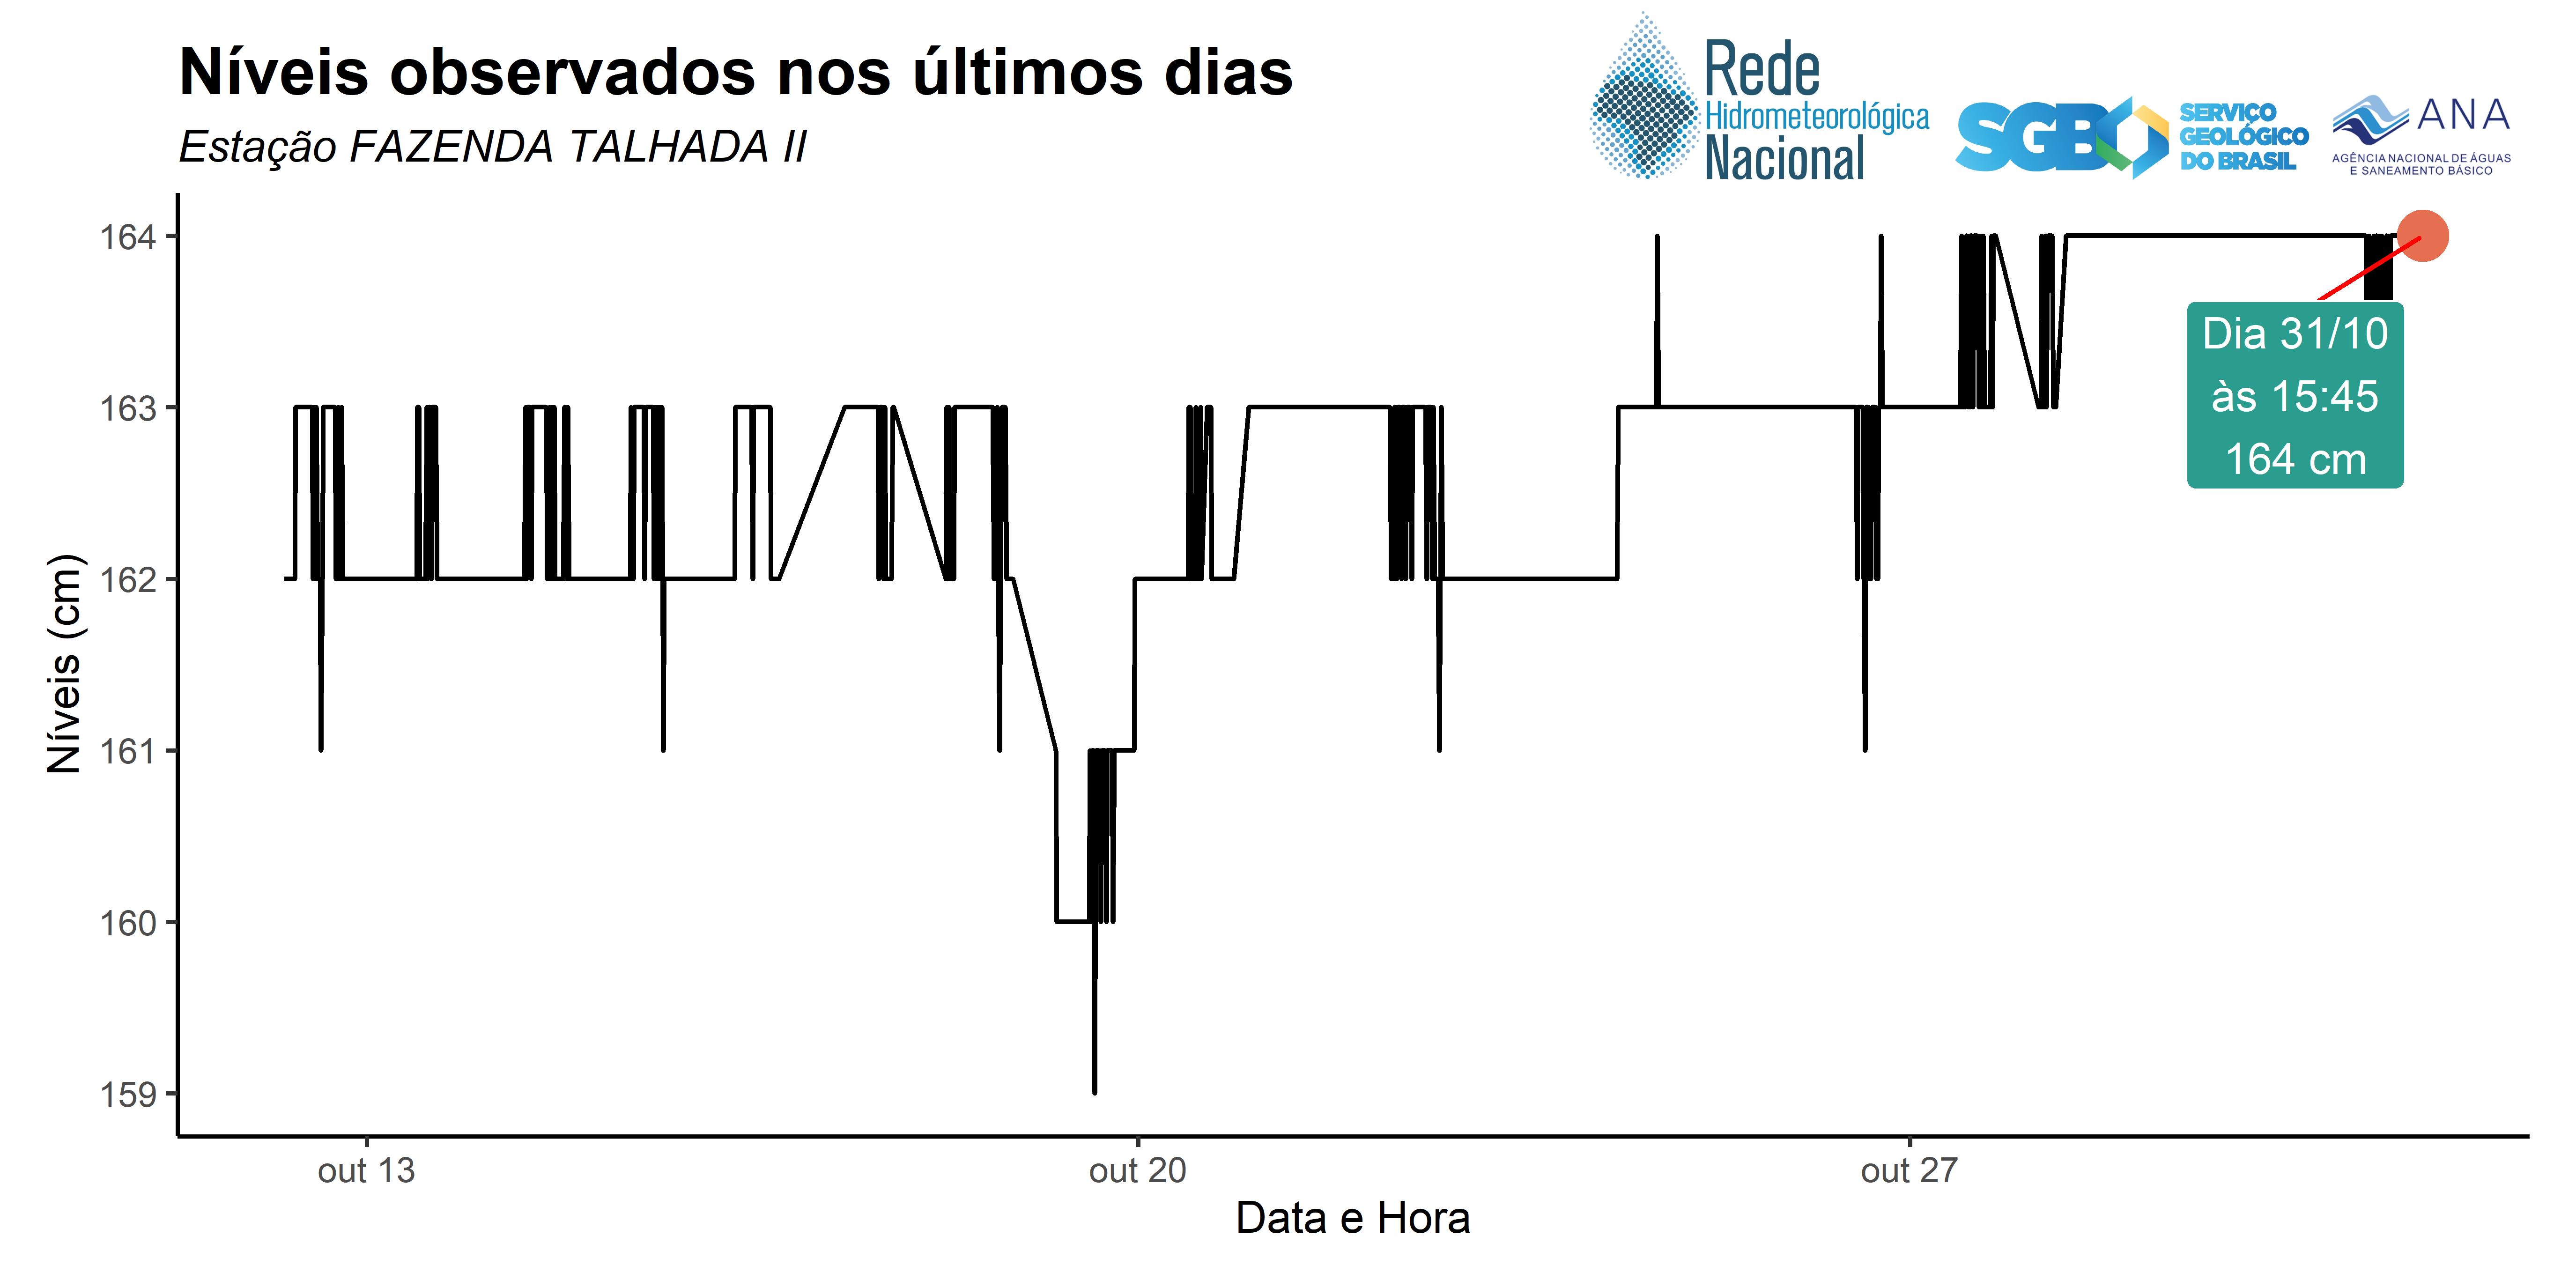 Níveis observados nos últimos dias
Estação FAZENDA TALHADA II
Rede
Hidrometeorológica
Nacional
SGB
SERVIÇO
GEOLÓGICO
DO BRASIL
ANA
AGÊNCIA NACIONAL DE ÁGUAS
E SANEAMENTO BÁSICO
164
163
162
161
160
159
Níveis (cm)
Dia 31/10
às 15:45
164 cm
out 13
out 20
out 27
Data e Hora